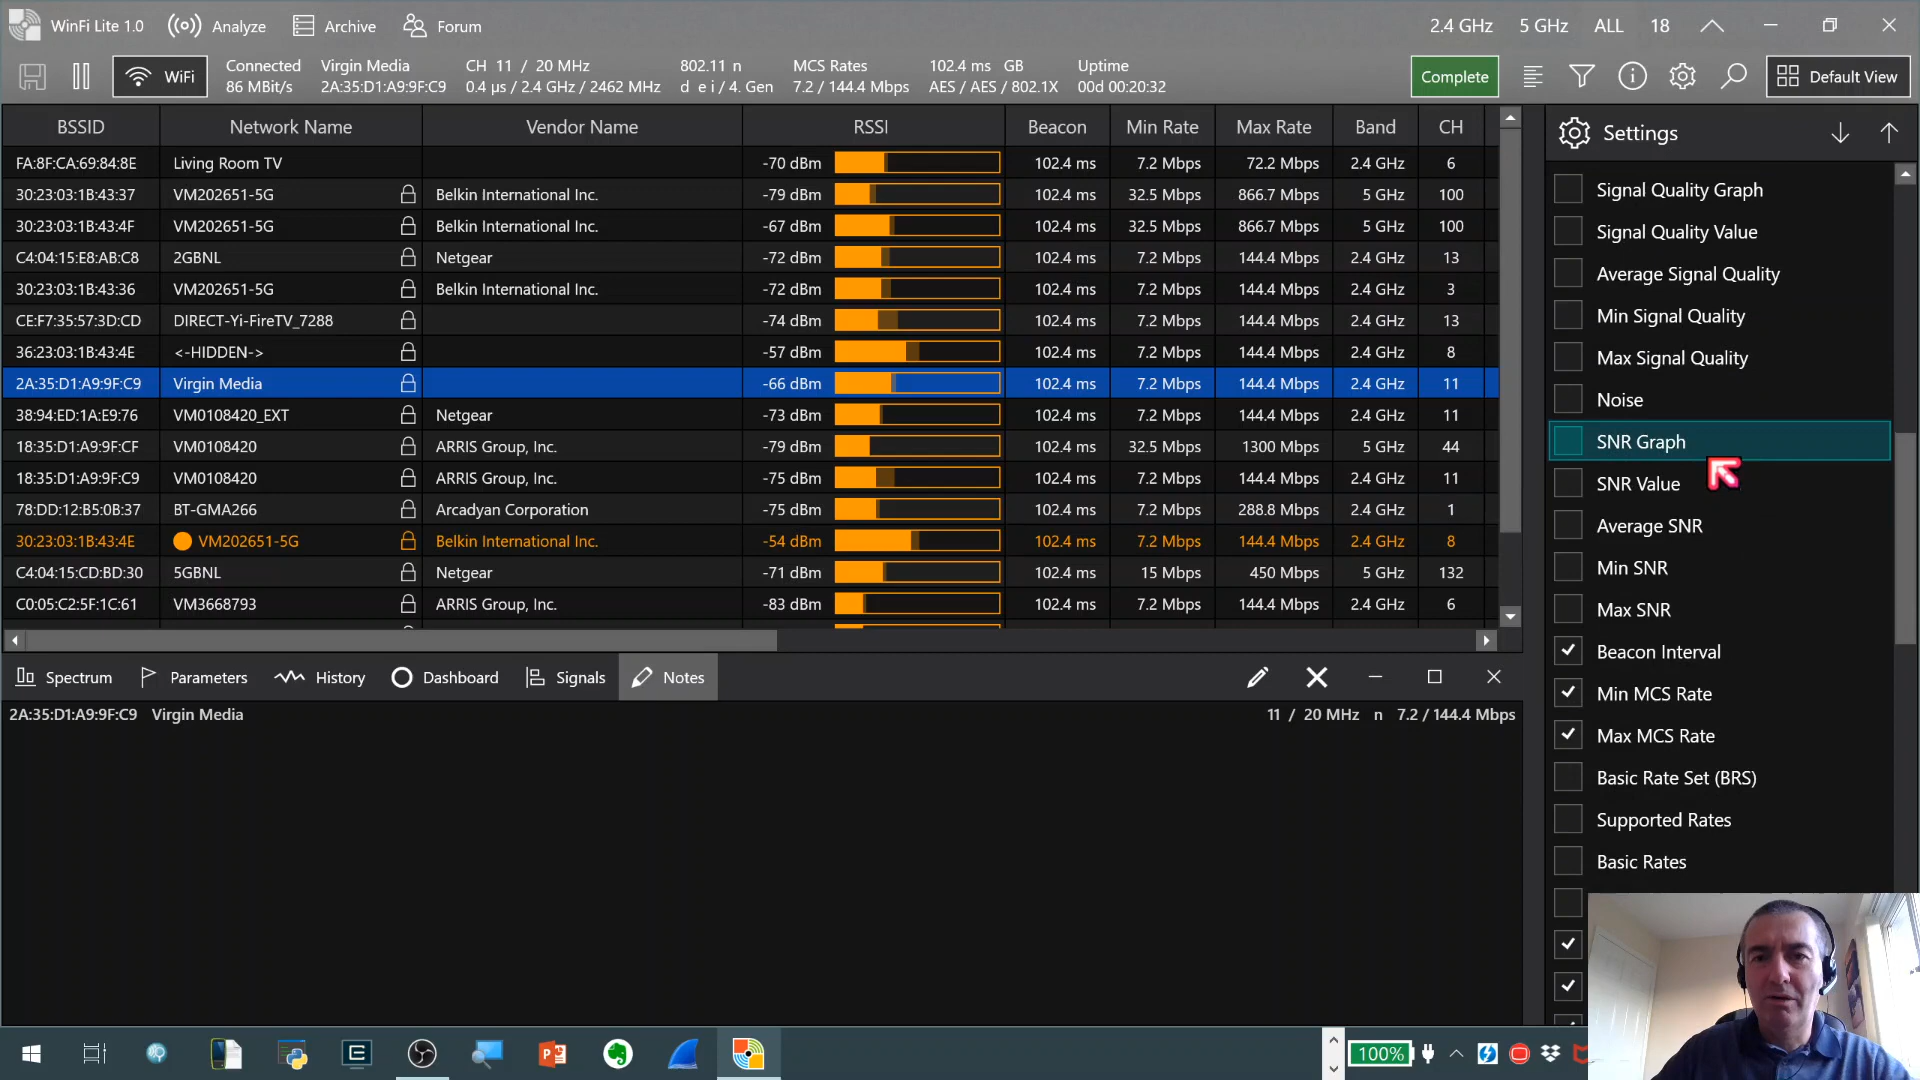 WinFi Lite 1.0 Analyze Archive Forum 2.4 GHz 5 GHz ALL 18
WiFi Complete Default View
Connected
86 MBit/s
Virgin Media
2A:35:D1:A9:9F:C9
CH 11 / 20 MHz
0.4 µs / 2.4 GHz / 2462 MHz
802.11 n
d e i / 4. Gen
MCS Rates
7.2 / 144.4 Mbps
102.4 ms GB
AES / AES / 802.1X
Uptime
00d 00:20:32
BSSID Network Name Vendor Name RSSI Beacon Min Rate Max Rate Band CH
FA:8F:CA:69:84:8E Living Room TV -70 dBm 102.4 ms 7.2 Mbps 72.2 Mbps 2.4 GHz 6
30:23:03:1B:43:37 VM202651-5G Belkin International Inc. -79 dBm 102.4 ms 32.5 Mbps 866.7 Mbps 5 GHz 100
30:23:03:1B:43:4F VM202651-5G Belkin International Inc. -67 dBm 102.4 ms 32.5 Mbps 866.7 Mbps 5 GHz 100
C4:04:15:E8:AB:C8 2GBNL Netgear -72 dBm 102.4 ms 7.2 Mbps 144.4 Mbps 2.4 GHz 13
30:23:03:1B:43:36 VM202651-5G Belkin International Inc. -72 dBm 102.4 ms 7.2 Mbps 144.4 Mbps 2.4 GHz 3
CE:F7:35:57:3D:CD DIRECT-Yi-FireTV_7288 -74 dBm 102.4 ms 7.2 Mbps 144.4 Mbps 2.4 GHz 13
36:23:03:1B:43:4E <-HIDDEN-> -57 dBm 102.4 ms 7.2 Mbps 144.4 Mbps 2.4 GHz 8
2A:35:D1:A9:9F:C9 Virgin Media -66 dBm 102.4 ms 7.2 Mbps 144.4 Mbps 2.4 GHz 11
38:94:ED:1A:E9:76 VM0108420_EXT Netgear -73 dBm 102.4 ms 7.2 Mbps 144.4 Mbps 2.4 GHz 11
18:35:D1:A9:9F:CF VM0108420 ARRIS Group, Inc. -79 dBm 102.4 ms 32.5 Mbps 1300 Mbps 5 GHz 44
18:35:D1:A9:9F:C9 VM0108420 ARRIS Group, Inc. -75 dBm 102.4 ms 7.2 Mbps 144.4 Mbps 2.4 GHz 11
78:DD:12:B5:0B:37 BT-GMA266 Arcadyan Corporation -75 dBm 102.4 ms 7.2 Mbps 288.8 Mbps 2.4 GHz 1
30:23:03:1B:43:4E VM202651-5G Belkin International Inc. -54 dBm 102.4 ms 7.2 Mbps 144.4 Mbps 2.4 GHz 8
C4:04:15:CD:BD:30 5GBNL Netgear -71 dBm 102.4 ms 15 Mbps 450 Mbps 5 GHz 132
C0:05:C2:5F:1C:61 VM3668793 ARRIS Group, Inc. -83 dBm 102.4 ms 7.2 Mbps 144.4 Mbps 2.4 GHz 6
Spectrum Parameters History Dashboard Signals Notes
2A:35:D1:A9:9F:C9 Virgin Media 11 / 20 MHz n 7.2 / 144.4 Mbps
Settings
Signal Quality Graph
Signal Quality Value
Average Signal Quality
Min Signal Quality
Max Signal Quality
Noise
SNR Graph
SNR Value
Average SNR
Min SNR
Max SNR
Beacon Interval
Min MCS Rate
Max MCS Rate
Basic Rate Set (BRS)
Supported Rates
Basic Rates
100%